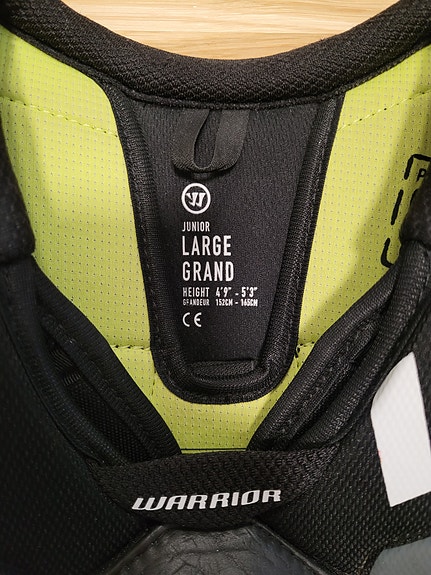 JUNIOR
LARGE
GRAND
HEIGHT 4'9" - 5'3"
GRANDEUR 152CM - 165CM
CE
WARRIOR